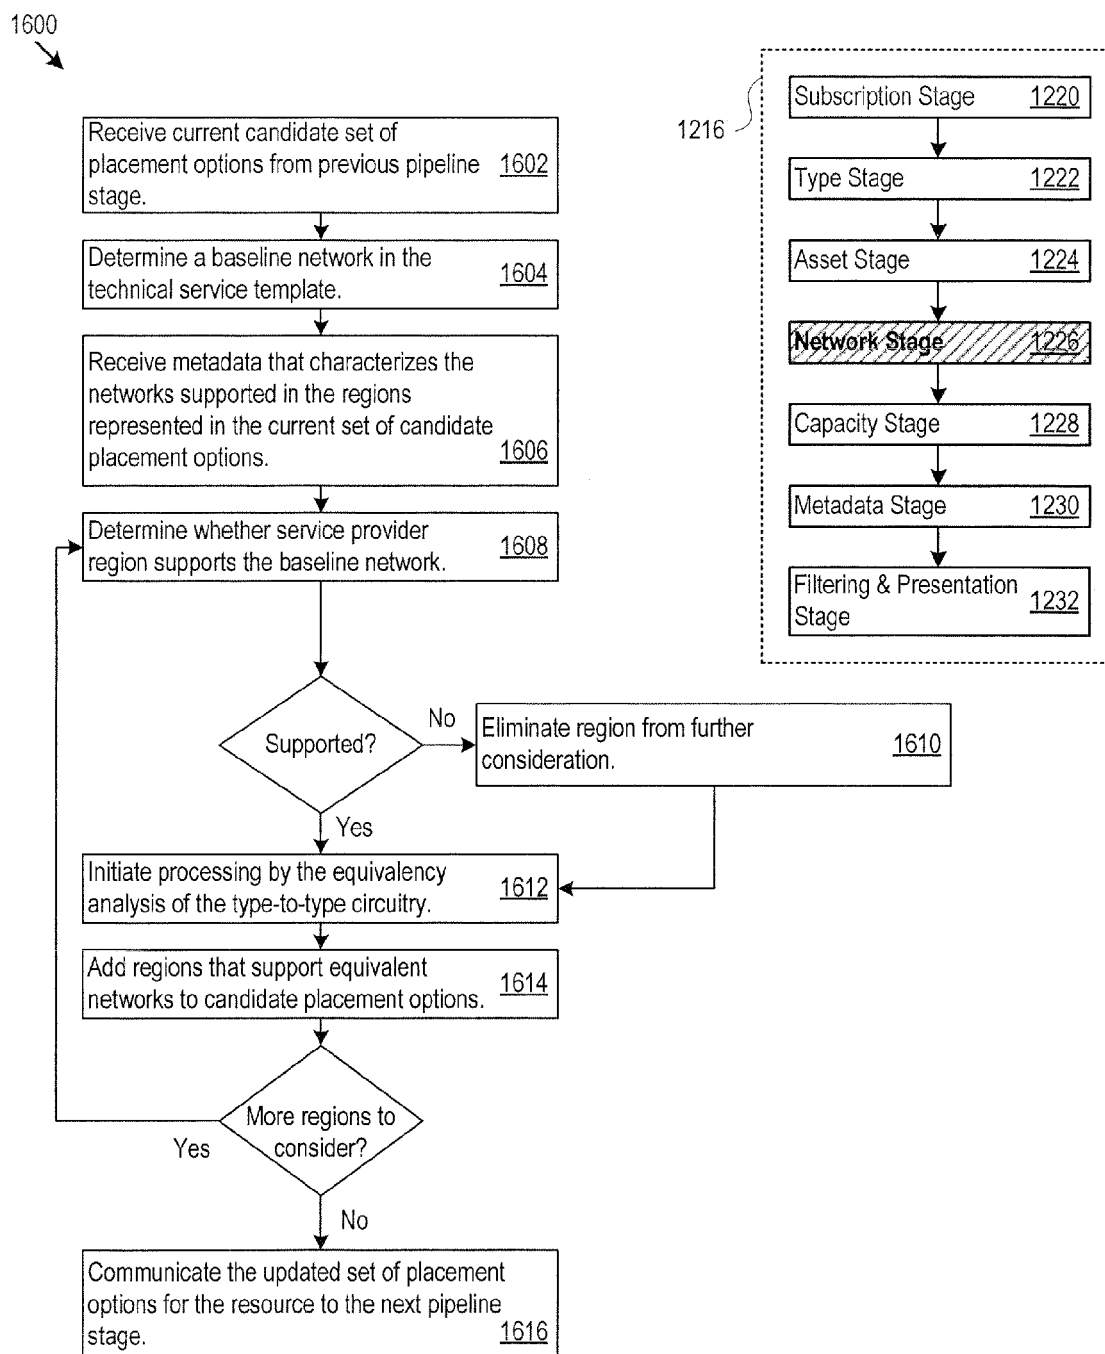 1600
Receive current candidate set of
placement options from previous pipeline 1602
stage.
Determine a baseline network in the
technical service template. 1604
Receive metadata that characterizes the
networks supported in the regions
represented in the current set of candidate
placement options. 1606
Determine whether service provider 1608
region supports the baseline network.
Supported?
No
Eliminate region from further 1610
consideration.
Yes
Initiate processing by the equivalency 1612
analysis of the type-to-type circuitry.
Add regions that support equivalent 1614
networks to candidate placement options.
More regions to
consider?
Yes
No
Communicate the updated set of placement
options for the resource to the next pipeline
stage. 1616
1216
Subscription Stage 1220
Type Stage 1222
Asset Stage 1224
Network Stage 1226
Capacity Stage 1228
Metadata Stage 1230
Filtering & Presentation 1232
Stage